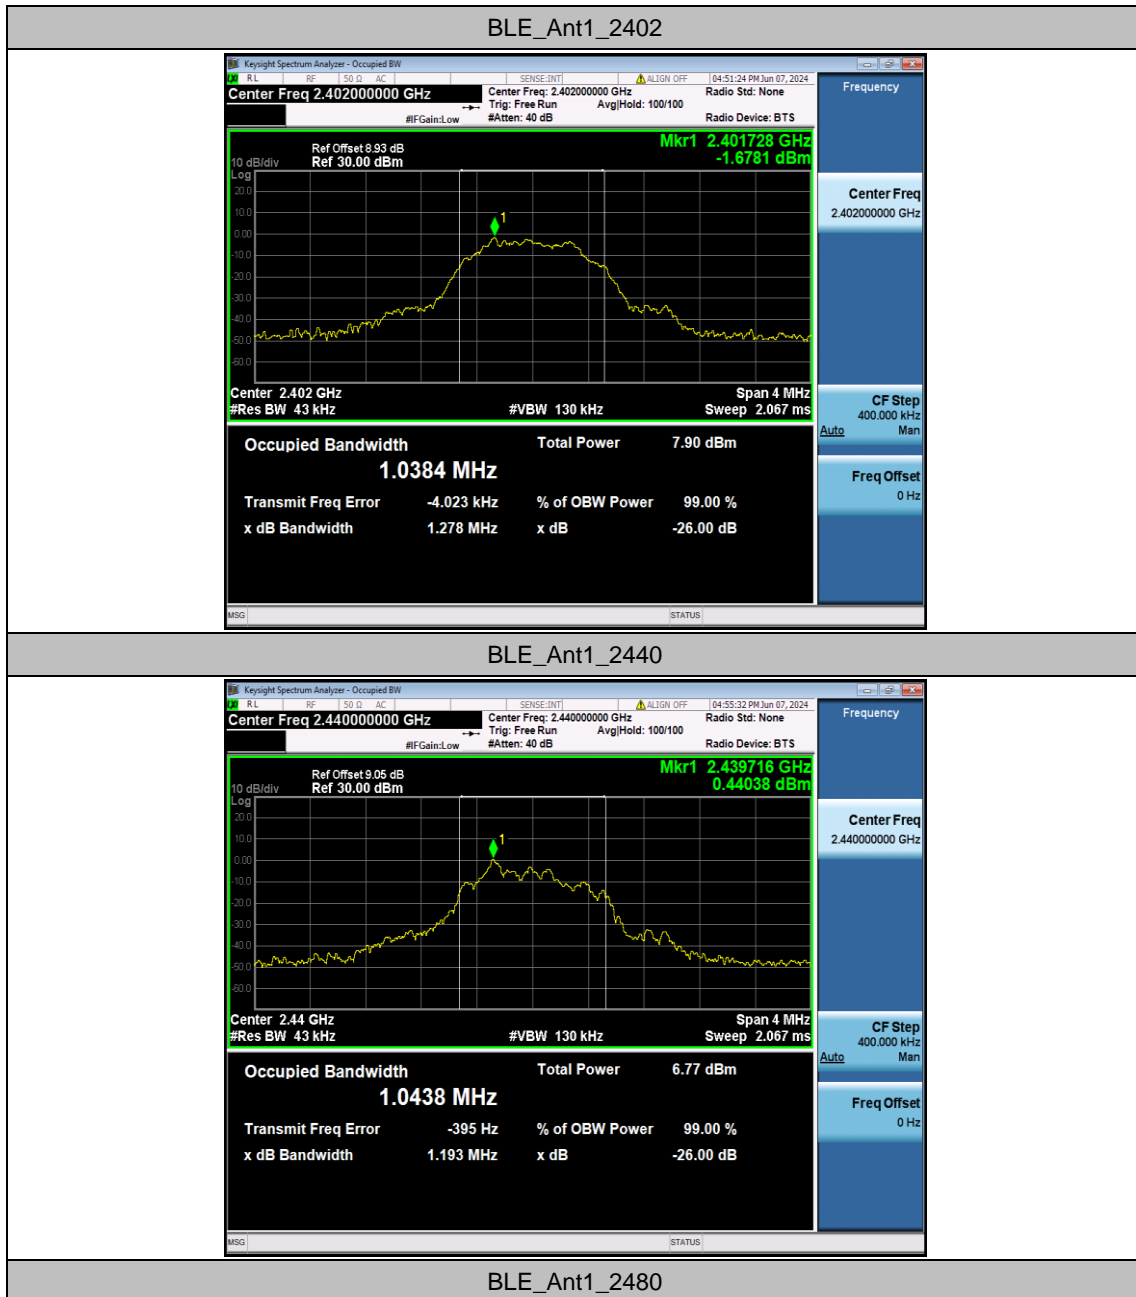 BLE_Ant1_2402
Keysight Spectrum Analyzer - Occupied BW
LXI RL RF 50 Ω AC SENSE:INT ALIGN OFF 04:51:24 PM Jun 07, 2024
Center Freq 2.402000000 GHz
Center Freq: 2.402000000 GHz
Radio Std: None
Trig: Free Run Avg|Hold: 100/100
#IFGain:Low #Atten: 40 dB Radio Device: BTS
Frequency
Mkr1 2.401728 GHz
-1.6781 dBm
Ref Offset 8.93 dB
10 dB/div Ref 30.00 dBm
Log
20.0
10.0
0.00
-10.0
-20.0
-30.0
-40.0
-50.0
-60.0
1
Center 2.402 GHz Span 4 MHz
#Res BW 43 kHz #VBW 130 kHz Sweep 2.067 ms
Center Freq
2.402000000 GHz
CF Step
400.000 kHz
Auto Man
Freq Offset
0 Hz
Occupied Bandwidth Total Power 7.90 dBm
1.0384 MHz
Transmit Freq Error -4.023 kHz % of OBW Power 99.00 %
x dB Bandwidth 1.278 MHz x dB -26.00 dB
MSG STATUS
BLE_Ant1_2440
Keysight Spectrum Analyzer - Occupied BW
LXI RL RF 50 Ω AC SENSE:INT ALIGN OFF 04:55:32 PM Jun 07, 2024
Center Freq 2.440000000 GHz
Center Freq: 2.440000000 GHz
Radio Std: None
Trig: Free Run Avg|Hold: 100/100
#IFGain:Low #Atten: 40 dB Radio Device: BTS
Frequency
Mkr1 2.439716 GHz
0.44038 dBm
Ref Offset 9.05 dB
10 dB/div Ref 30.00 dBm
Log
20.0
10.0
0.00
-10.0
-20.0
-30.0
-40.0
-50.0
-60.0
1
Center 2.44 GHz Span 4 MHz
#Res BW 43 kHz #VBW 130 kHz Sweep 2.067 ms
Center Freq
2.440000000 GHz
CF Step
400.000 kHz
Auto Man
Freq Offset
0 Hz
Occupied Bandwidth Total Power 6.77 dBm
1.0438 MHz
Transmit Freq Error -395 Hz % of OBW Power 99.00 %
x dB Bandwidth 1.193 MHz x dB -26.00 dB
MSG STATUS
BLE_Ant1_2480